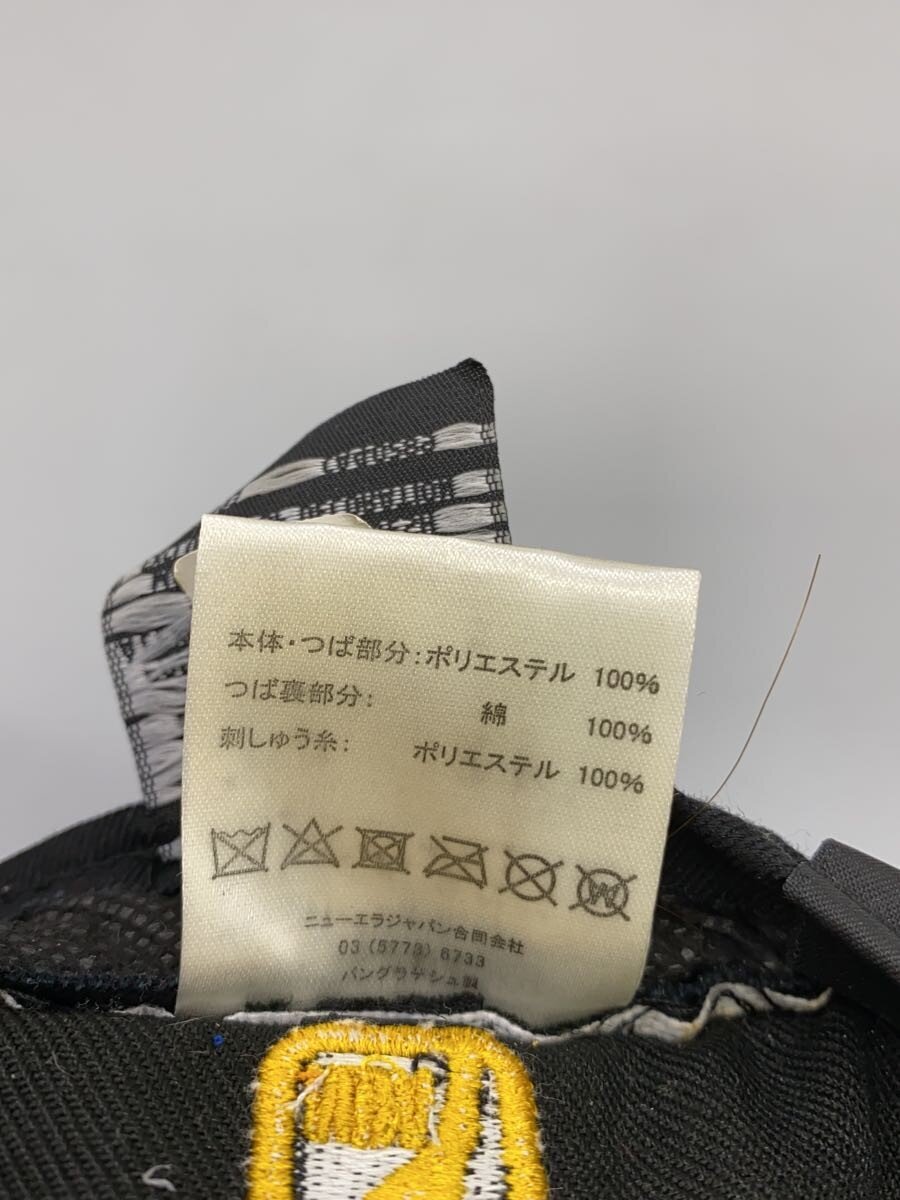 本体・つば部分：ポリエステル 100%
つば裏部分： 綿 100%
刺しゅう糸： ポリエステル 100%
ニューエラジャパン合同会社
03 (5773) 6733
バングラデシュ製